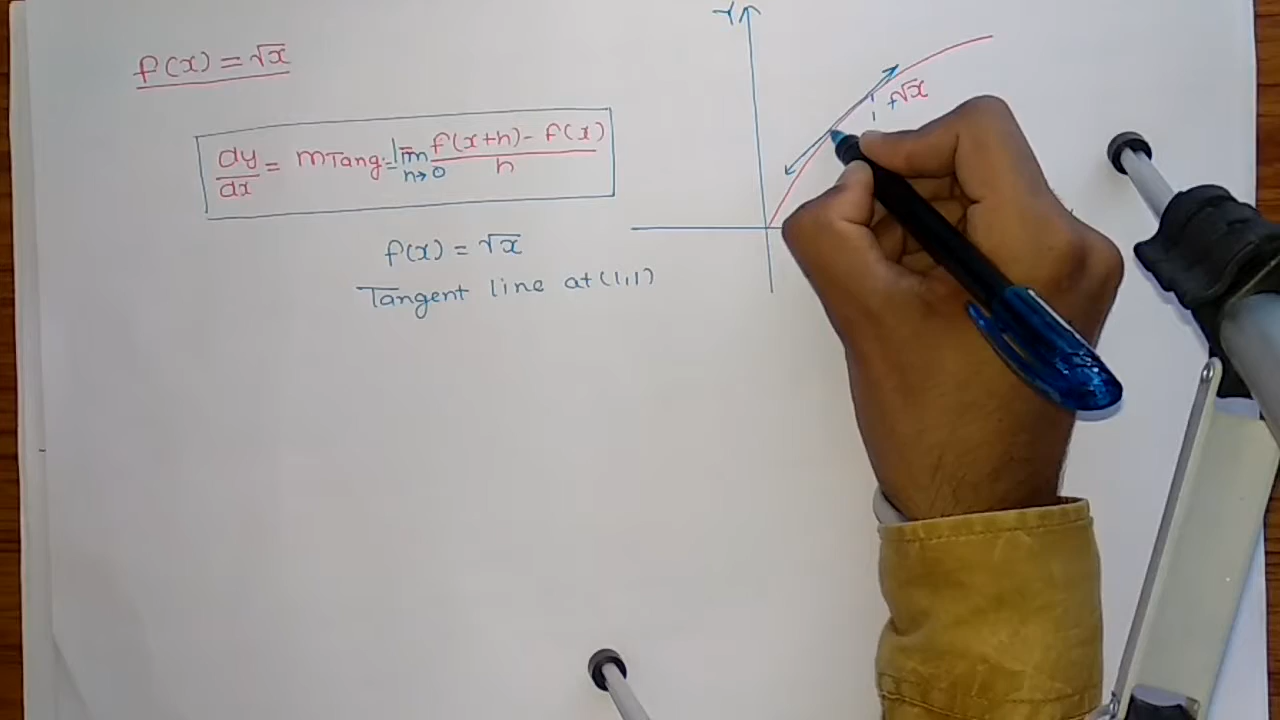 f(x) = √x
Y
f√x
dy/dx = mTang = lim h→0 f(x+h) - f(x) / h
f(x) = √x
Tangent line at (1,1)